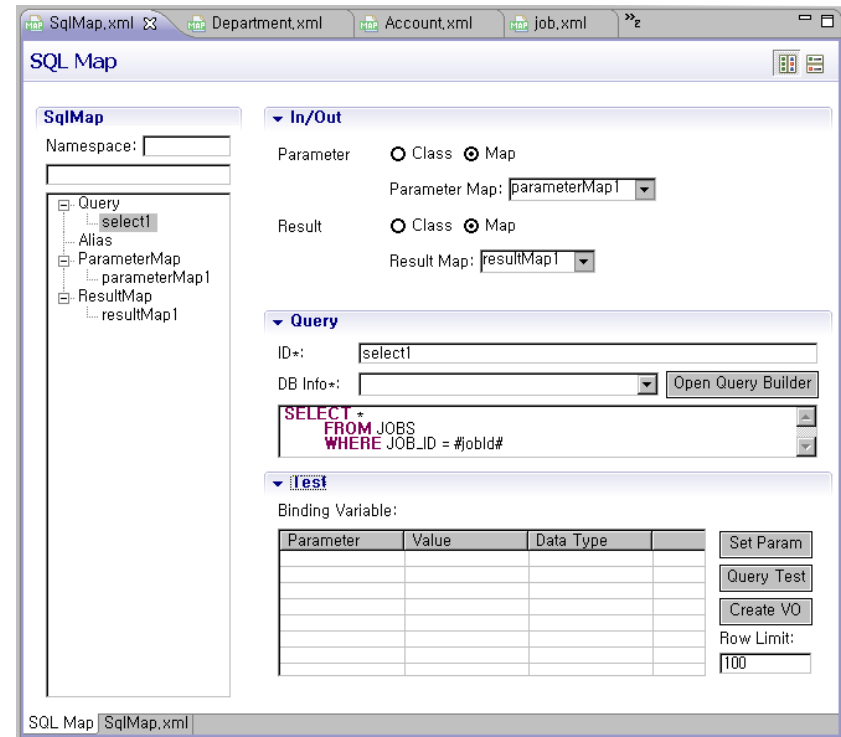 SqlMap.xml Department.xml Account.xml job.xml »2
SQL Map
SqlMap
Namespace:
Query
select1
Alias
ParameterMap
parameterMap1
ResultMap
resultMap1
In/Out
Parameter Class Map
Parameter Map: parameterMap1
Result Class Map
Result Map: resultMap1
Query
ID*: select1
DB Info*: Open Query Builder
SELECT *
FROM JOBS
WHERE JOB_ID = #jobId#
Test
Binding Variable:
Parameter Value Data Type
Set Param
Query Test
Create VO
Row Limit:
100
SQL Map SqlMap.xml